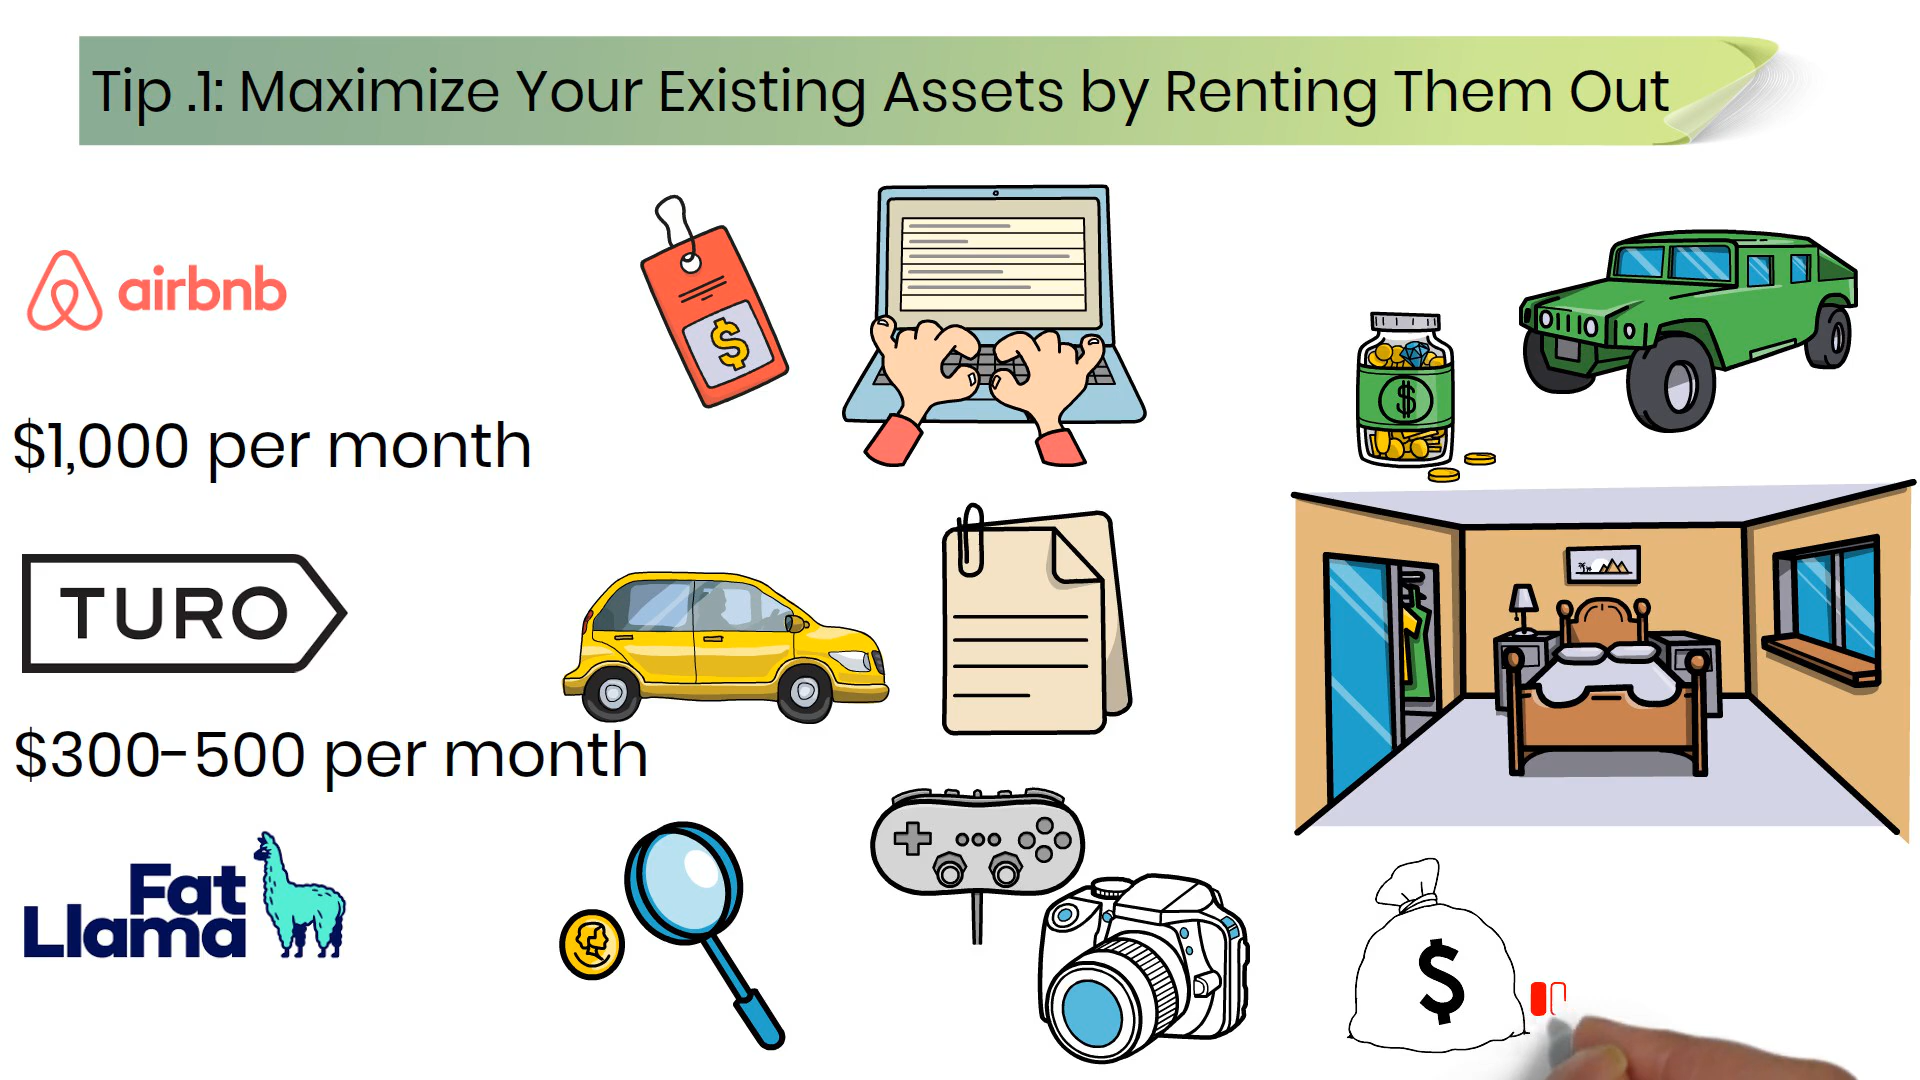 Tip .1: Maximize Your Existing Assets by Renting Them Out
airbnb
$1,000 per month
TURO
$300-500 per month
Fat
Llama
$
$
$